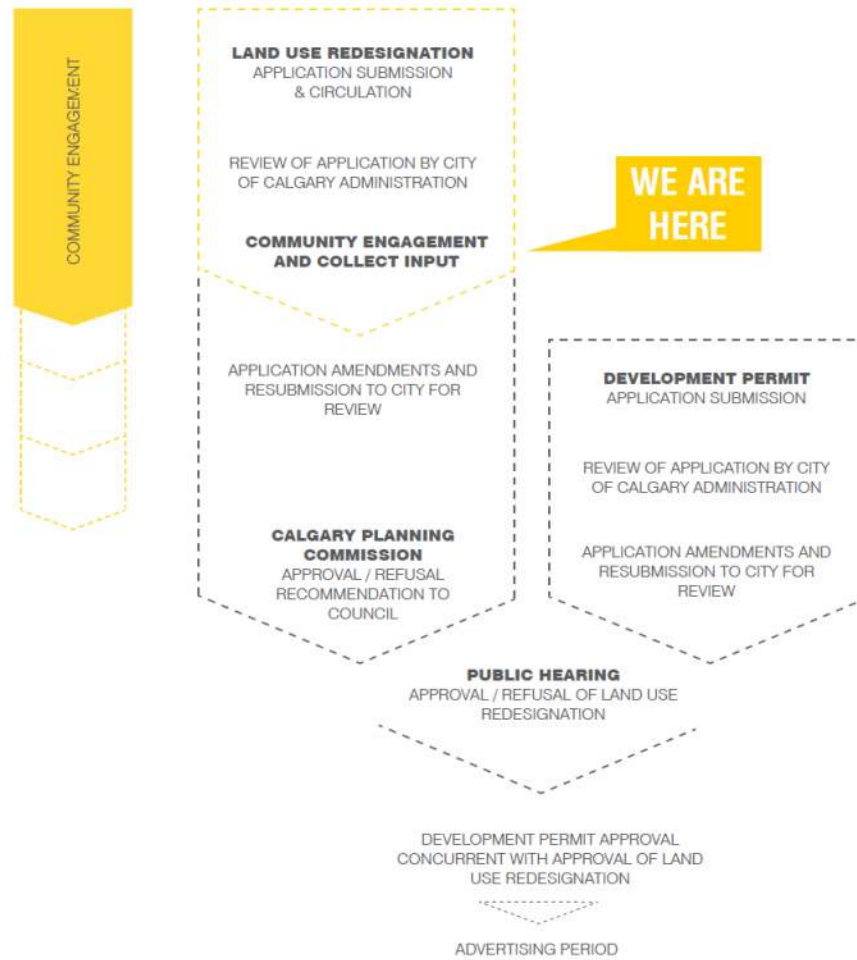 COMMUNITY ENGAGEMENT
LAND USE REDESIGNATION
APPLICATION SUBMISSION
& CIRCULATION
REVIEW OF APPLICATION BY CITY
OF CALGARY ADMINISTRATION
COMMUNITY ENGAGEMENT
AND COLLECT INPUT
WE ARE
HERE
APPLICATION AMENDMENTS AND
RESUBMISSION TO CITY FOR
REVIEW
CALGARY PLANNING
COMMISSION
APPROVAL / REFUSAL
RECOMMENDATION TO
COUNCIL
DEVELOPMENT PERMIT
APPLICATION SUBMISSION
REVIEW OF APPLICATION BY CITY
OF CALGARY ADMINISTRATION
APPLICATION AMENDMENTS AND
RESUBMISSION TO CITY FOR
REVIEW
PUBLIC HEARING
APPROVAL / REFUSAL OF LAND USE
REDESIGNATION
DEVELOPMENT PERMIT APPROVAL
CONCURRENT WITH APPROVAL OF LAND
USE REDESIGNATION
ADVERTISING PERIOD